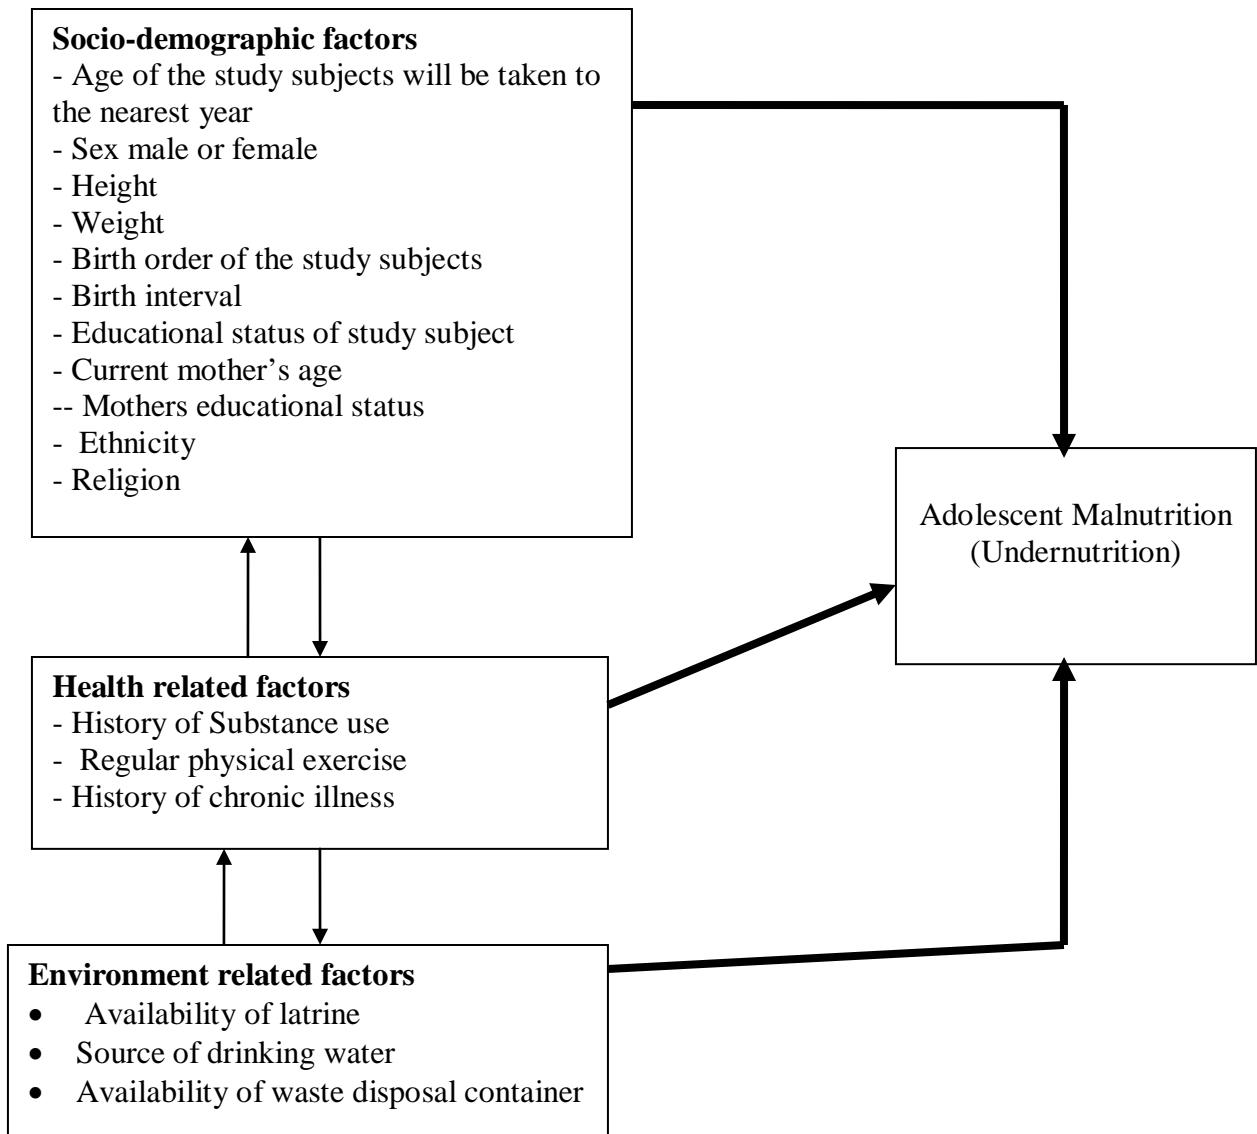 Socio-demographic factors
- Age of the study subjects will be taken to
the nearest year
- Sex male or female
- Height
- Weight
- Birth order of the study subjects
- Birth interval
- Educational status of study subject
- Current mother’s age
-- Mothers educational status
- Ethnicity
- Religion
Adolescent Malnutrition
(Undernutrition)
Health related factors
- History of Substance use
- Regular physical exercise
- History of chronic illness
Environment related factors
• Availability of latrine
• Source of drinking water
• Availability of waste disposal container